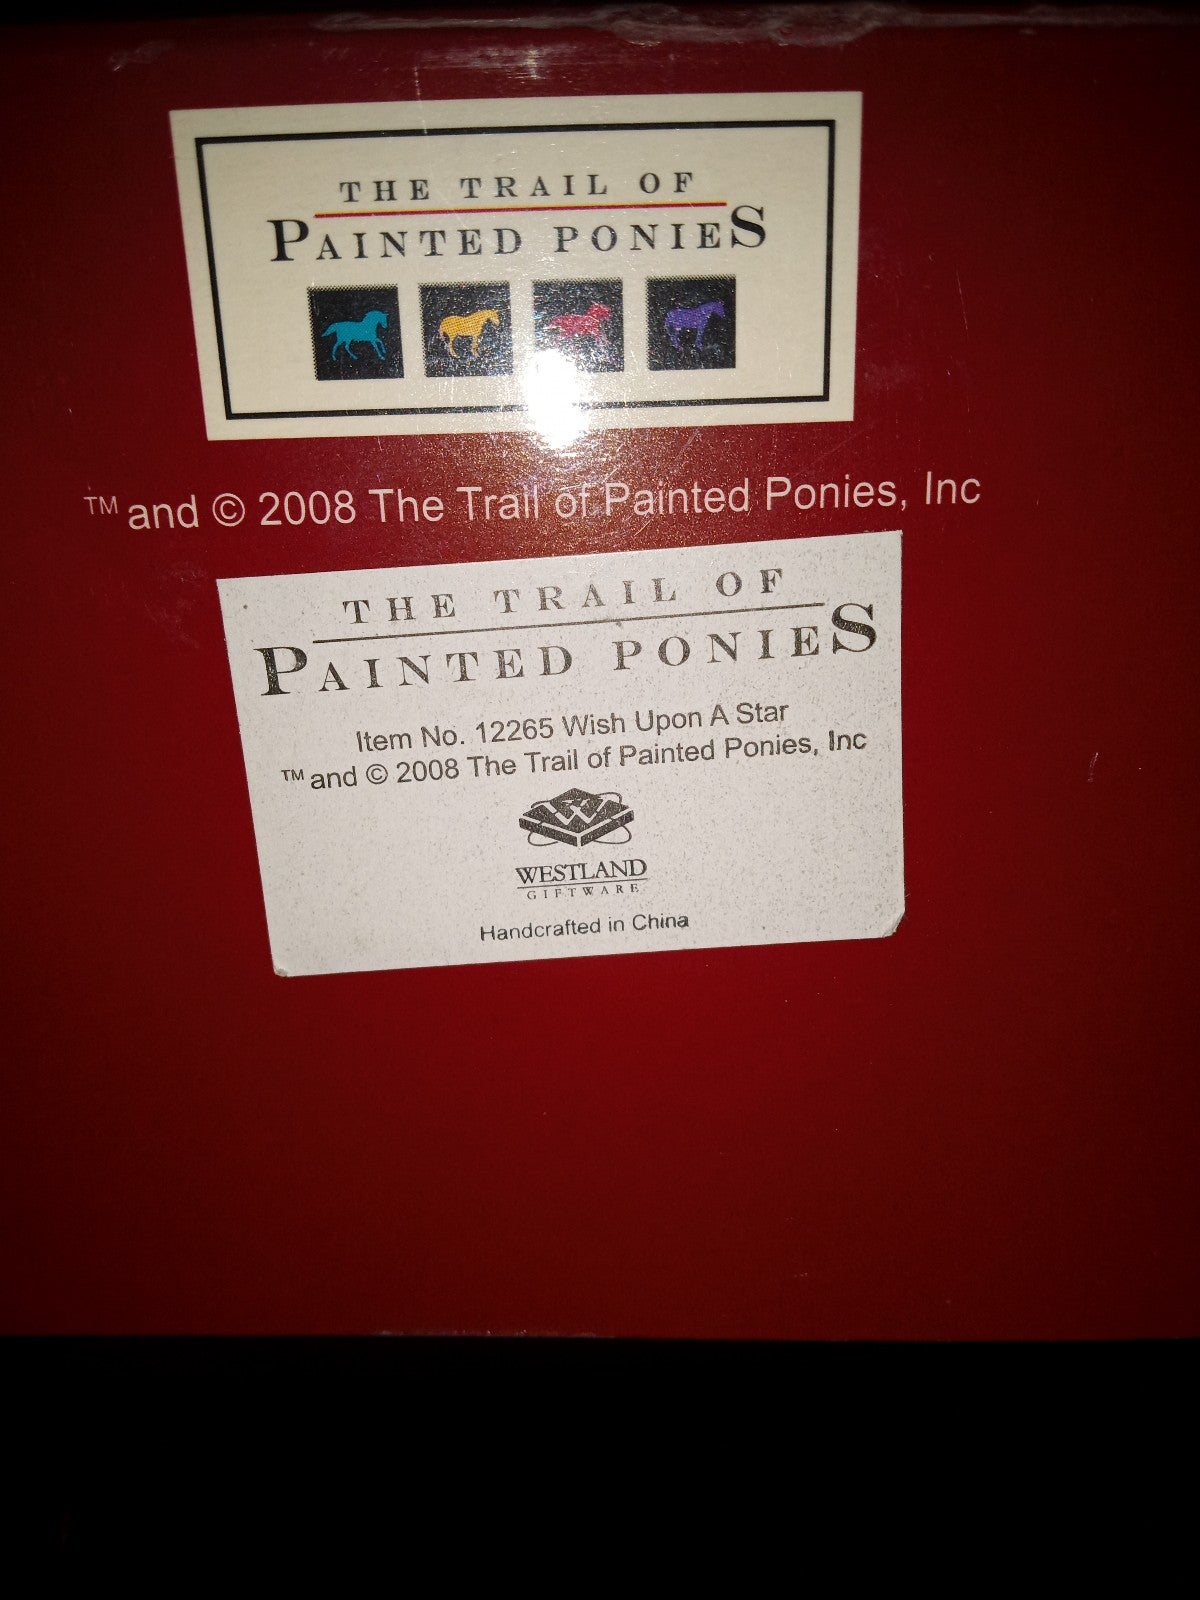 THE TRAIL OF
PAINTED PONIES
™ and © 2008 The Trail of Painted Ponies, Inc
THE TRAIL OF
PAINTED PONIES
Item No. 12265 Wish Upon A Star
™ and © 2008 The Trail of Painted Ponies, Inc
WESTLAND
GIFTWARE
Handcrafted in China